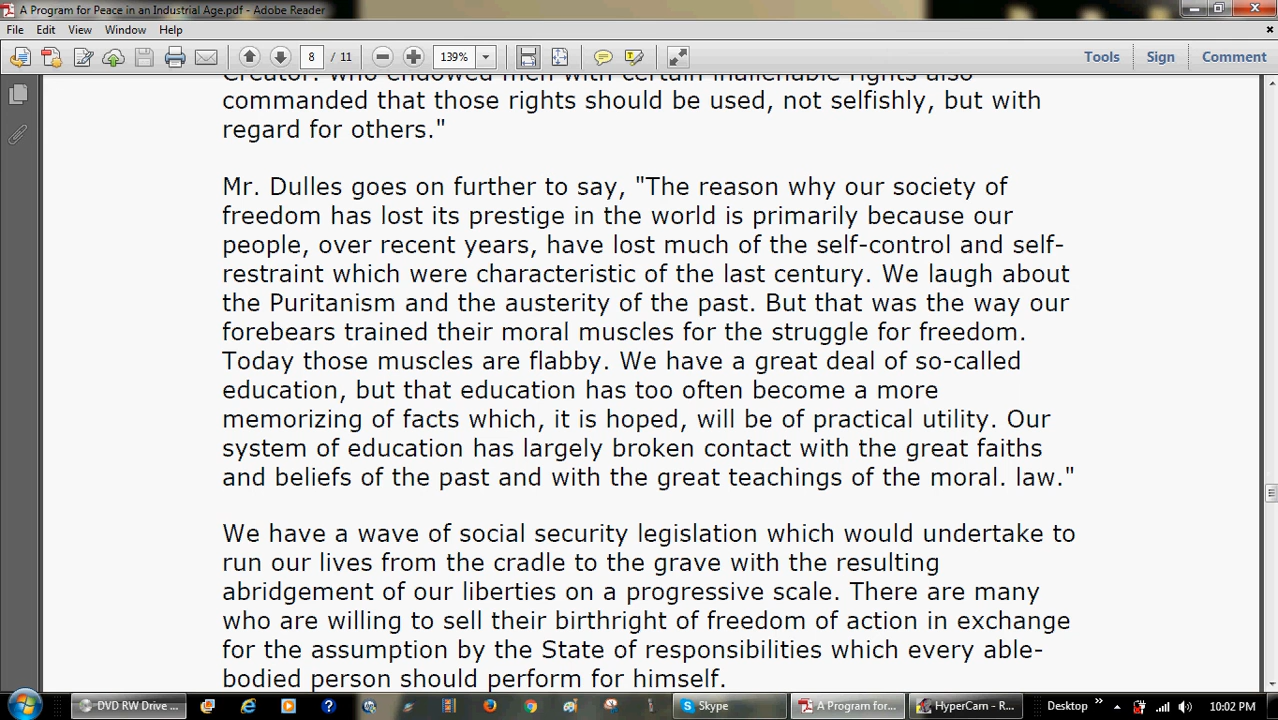 A Program for Peace in an Industrial Age.pdf - Adobe Reader
File Edit View Window Help
8 / 11 139% Tools Sign Comment
Creator. who endowed men with certain inalienable rights also
commanded that those rights should be used, not selfishly, but with
regard for others."
Mr. Dulles goes on further to say, "The reason why our society of
freedom has lost its prestige in the world is primarily because our
people, over recent years, have lost much of the self-control and self-
restraint which were characteristic of the last century. We laugh about
the Puritanism and the austerity of the past. But that was the way our
forebears trained their moral muscles for the struggle for freedom.
Today those muscles are flabby. We have a great deal of so-called
education, but that education has too often become a more
memorizing of facts which, it is hoped, will be of practical utility. Our
system of education has largely broken contact with the great faiths
and beliefs of the past and with the great teachings of the moral. law."
We have a wave of social security legislation which would undertake to
run our lives from the cradle to the grave with the resulting
abridgement of our liberties on a progressive scale. There are many
who are willing to sell their birthright of freedom of action in exchange
for the assumption by the State of responsibilities which every able-
bodied person should perform for himself.
DVD RW Drive ... Skype A Program for... HyperCam - R... Desktop » 10:02 PM